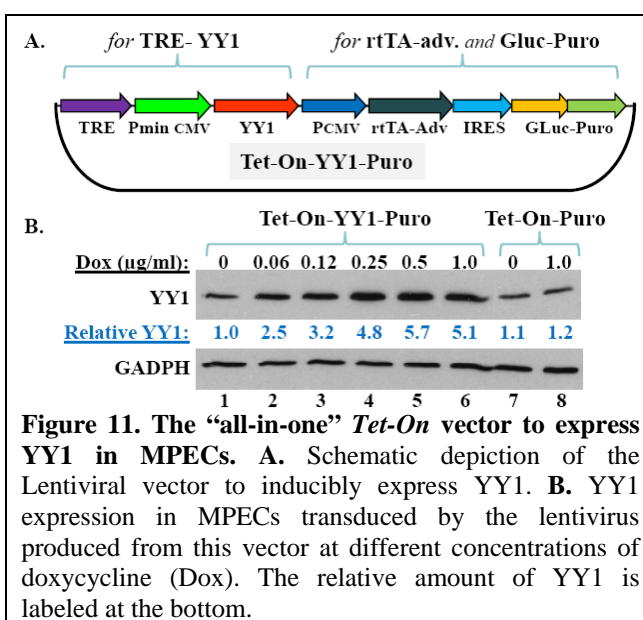 A. for TRE- YY1 for rtTA-adv. and Gluc-Puro
TRE Pmin CMV YY1 PCMV rtTA-Adv IRES GLuc-Puro
Tet-On-YY1-Puro
B. Tet-On-YY1-Puro Tet-On-Puro
Dox (µg/ml): 0 0.06 0.12 0.25 0.5 1.0 0 1.0
YY1
Relative YY1: 1.0 2.5 3.2 4.8 5.7 5.1 1.1 1.2
GADPH
1 2 3 4 5 6 7 8
Figure 11. The “all-in-one” Tet-On vector to express
YY1 in MPECs. A. Schematic depiction of the
Lentiviral vector to inducibly express YY1. B. YY1
expression in MPECs transduced by the lentivirus
produced from this vector at different concentrations of
doxycycline (Dox). The relative amount of YY1 is
labeled at the bottom.